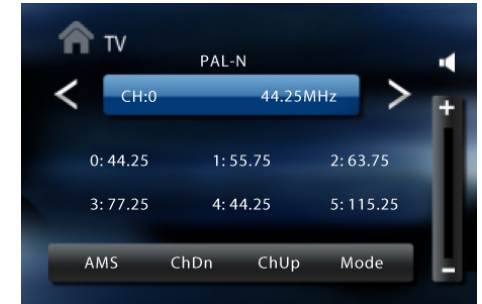 TV
PAL-N
CH:0 44.25MHz
0: 44.25 1: 55.75 2: 63.75
3: 77.25 4: 44.25 5: 115.25
AMS ChDn ChUp Mode